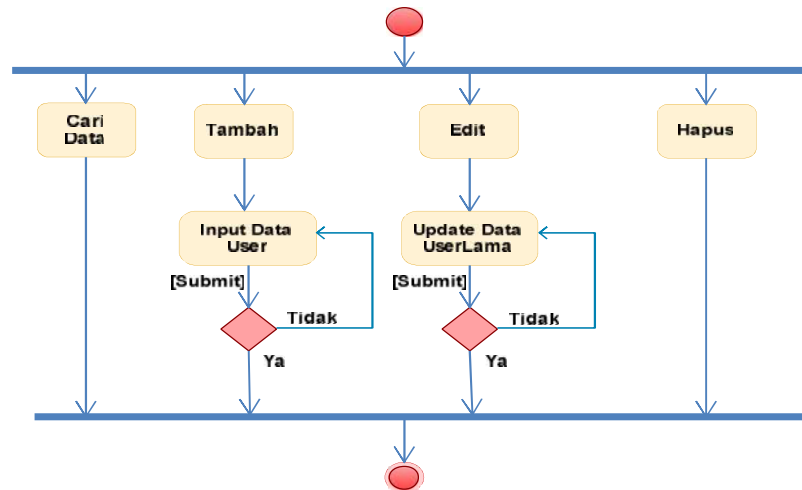 Cari
Data
Tambah
Edit
Hapus
Input Data
User
Update Data
UserLama
[Submit]
[Submit]
Tidak
Tidak
Ya
Ya